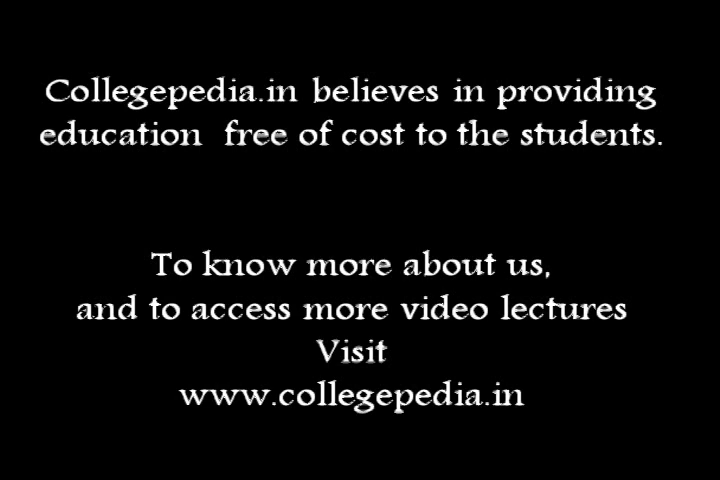 Collegepedia.in believes in providing
education free of cost to the students.
To know more about us,
and to access more video lectures
Visit
www.collegepedia.in